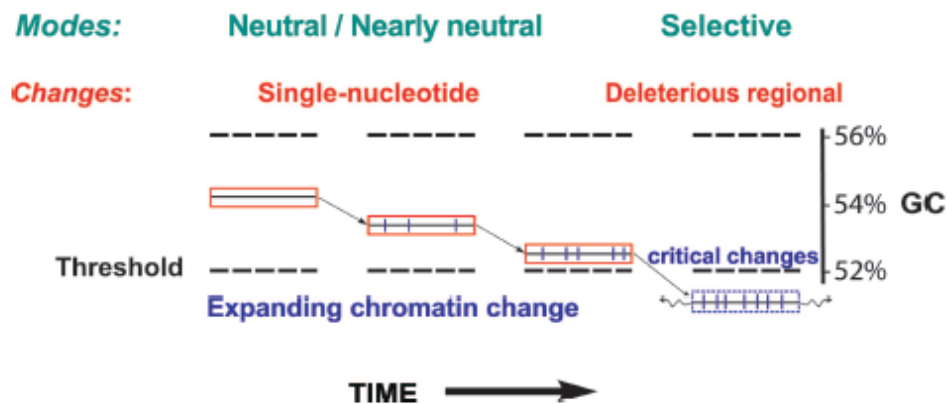 Modes: Neutral / Nearly neutral Selective
Changes: Single-nucleotide Deleterious regional
56%
54% GC
critical changes
Threshold 52%
Expanding chromatin change
TIME